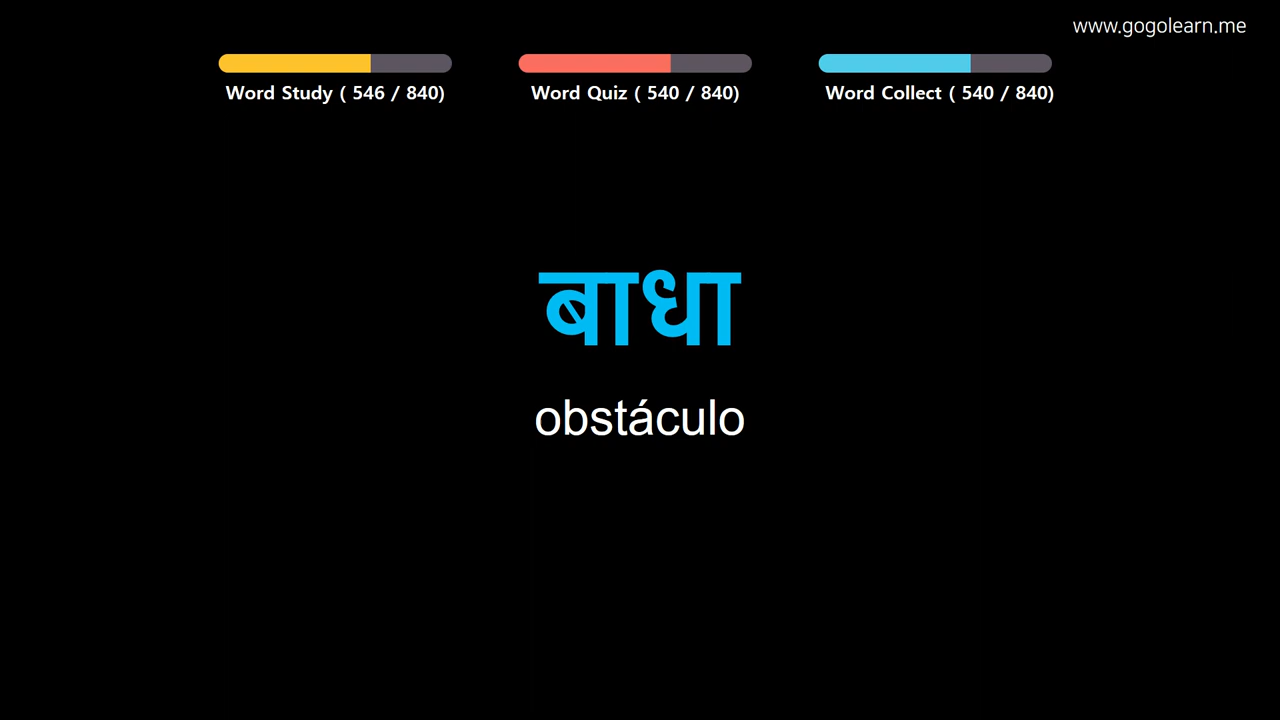 www.gogolearn.me
Word Study ( 546 / 840)
Word Quiz ( 540 / 840)
Word Collect ( 540 / 840)
बाधा
obstáculo